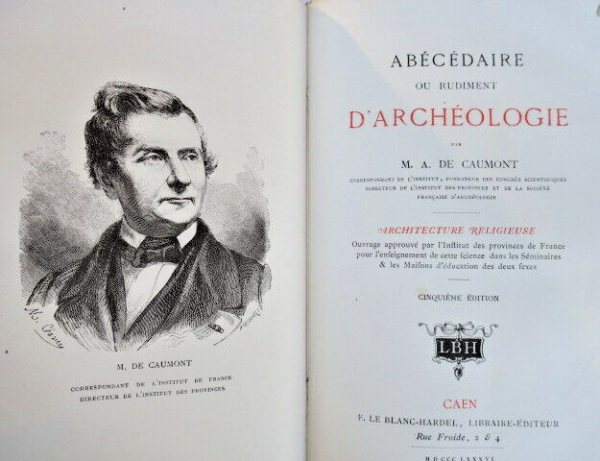 M. DE CAUMONT
CORRESPONDANT DE L'INSTITUT DE FRANCE
DIRECTEUR DE L'INSTITUT DES PROVINCES
ABÉCÉDAIRE
OU RUDIMENT
D'ARCHÉOLOGIE
PAR
M. A. DE CAUMONT
CORRESPONDANT DE L'INSTITUT, FONDATEUR DES CONGRÈS SCIENTIFIQUES
DIRECTEUR DE L'INSTITUT DES PROVINCES ET DE LA SOCIÉTÉ
FRANÇAISE D'ARCHÉOLOGIE
ARCHITECTURE RELIGIEUSE
Ouvrage approuvé par l'Institut des provinces de France
pour l'enseignement de cette science dans les Séminaires
& les Maisons d'éducation des deux sexes
CINQUIÈME ÉDITION
LBH
CAEN
F. LE BLANC-HARDEL, LIBRAIRE-ÉDITEUR
Rue Froide, 2 & 4